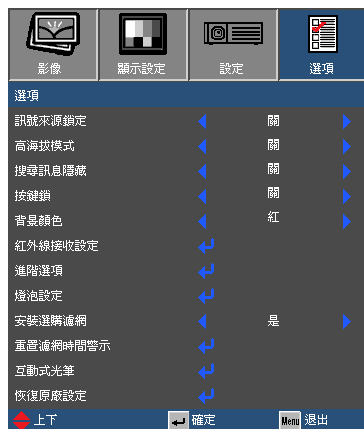 影像 顯示設定 設定 選項
選項
訊號來源鎖定 關
高海拔模式 關
搜尋訊息隱藏 關
按鍵鎖 關
背景顏色 紅
紅外線接收設定
進階選項
燈泡設定
安裝選購濾網 是
重置濾網時間警示
互動式光筆
恢復原廠設定
上下 確定 Menu 退出